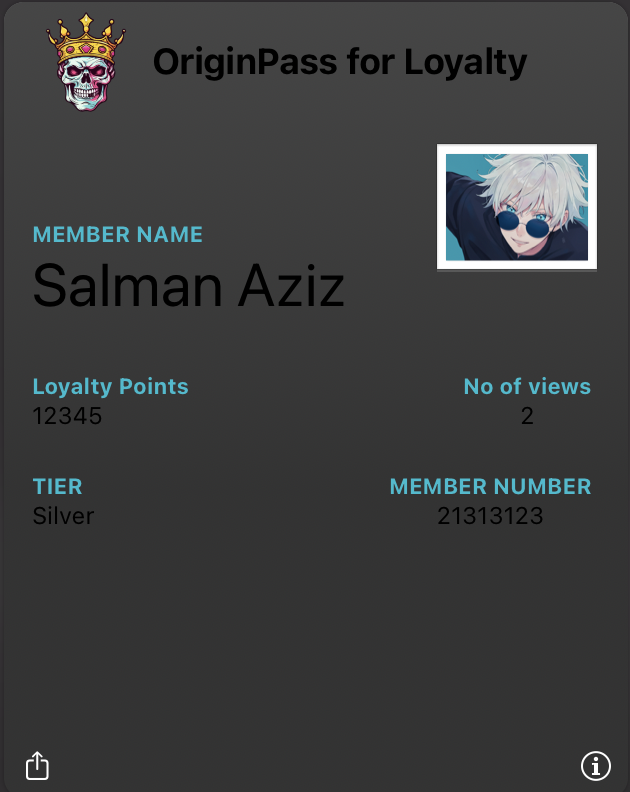 OriginPass for Loyalty
MEMBER NAME
Salman Aziz
Loyalty Points
No of views
12345
2
TIER
MEMBER NUMBER
Silver
21313123